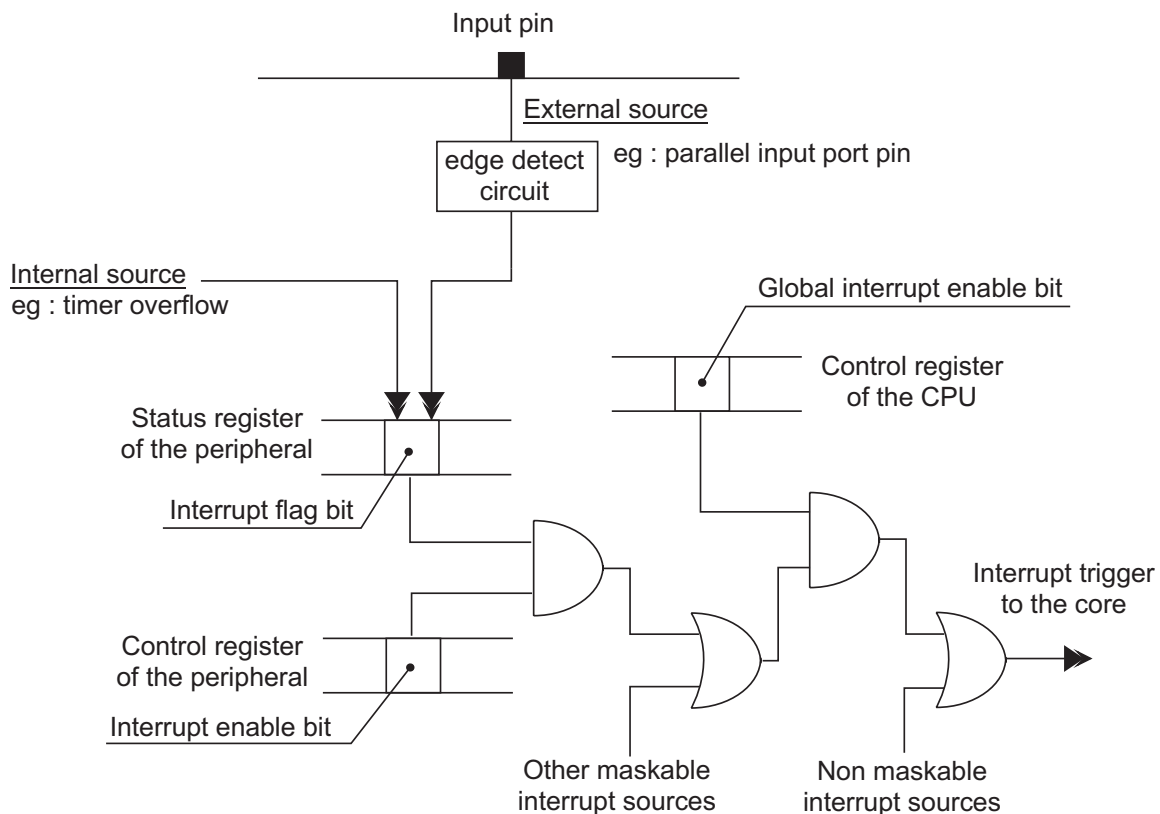 Input pin
External source
edge detect
circuit
eg : parallel input port pin
Internal source
eg : timer overflow
Global interrupt enable bit
Control register
of the CPU
Status register
of the peripheral
Interrupt flag bit
Interrupt trigger
to the core
Control register
of the peripheral
Interrupt enable bit
Other maskable
interrupt sources
Non maskable
interrupt sources